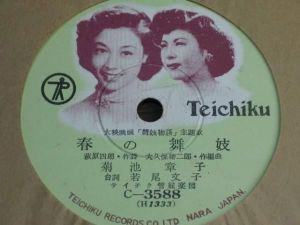 Teichiku
大映映画「舞妓物語」主題歌
春の舞妓
萩原四郎・作詩 大久保徳二郎・作編曲
菊池章子
台詞 若尾文子
テイチク管絃楽団
C-3588
(H1333)
TEICHIKU RECORDS CO. LTD. NARA JAPAN.